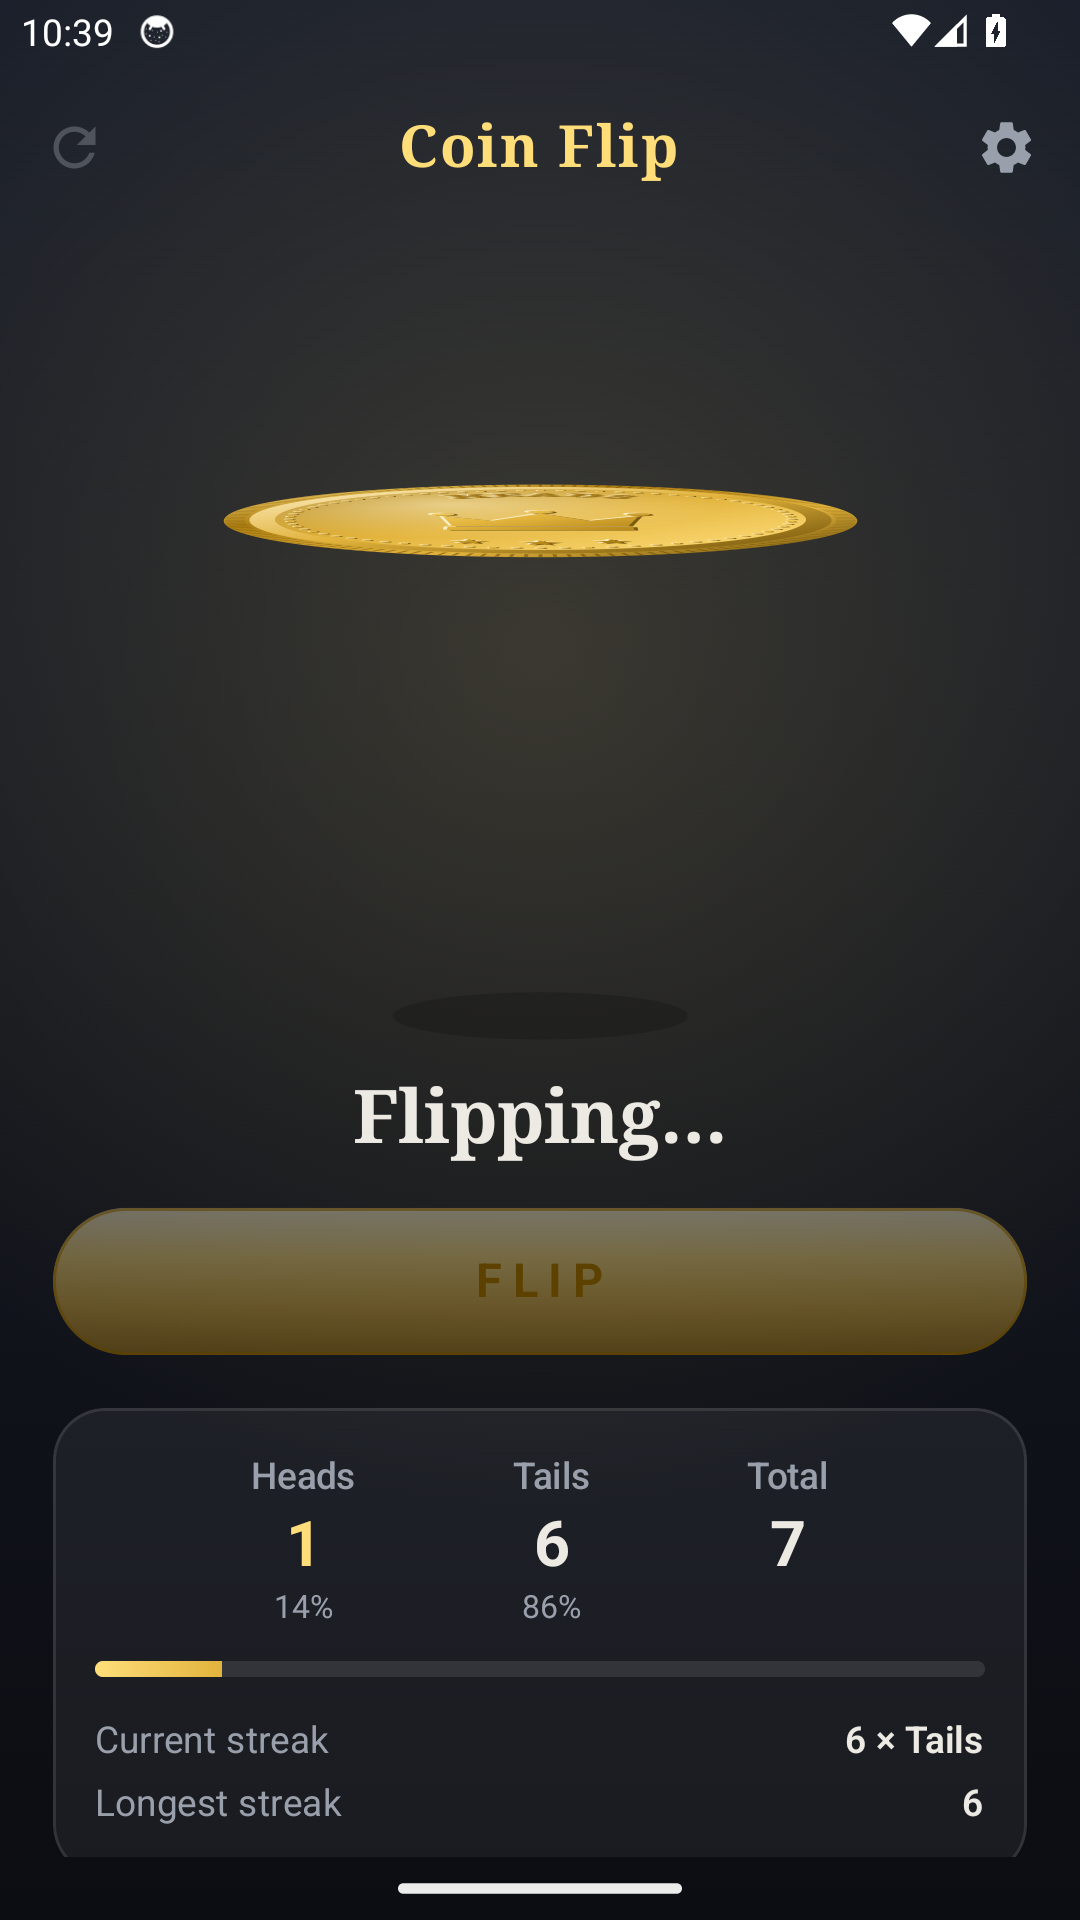 10:39
Coin Flip
HEADS
Flipping...
FLIP
Heads Tails Total
1 6 7
14% 86%
Current streak 6 × Tails
Longest streak 6